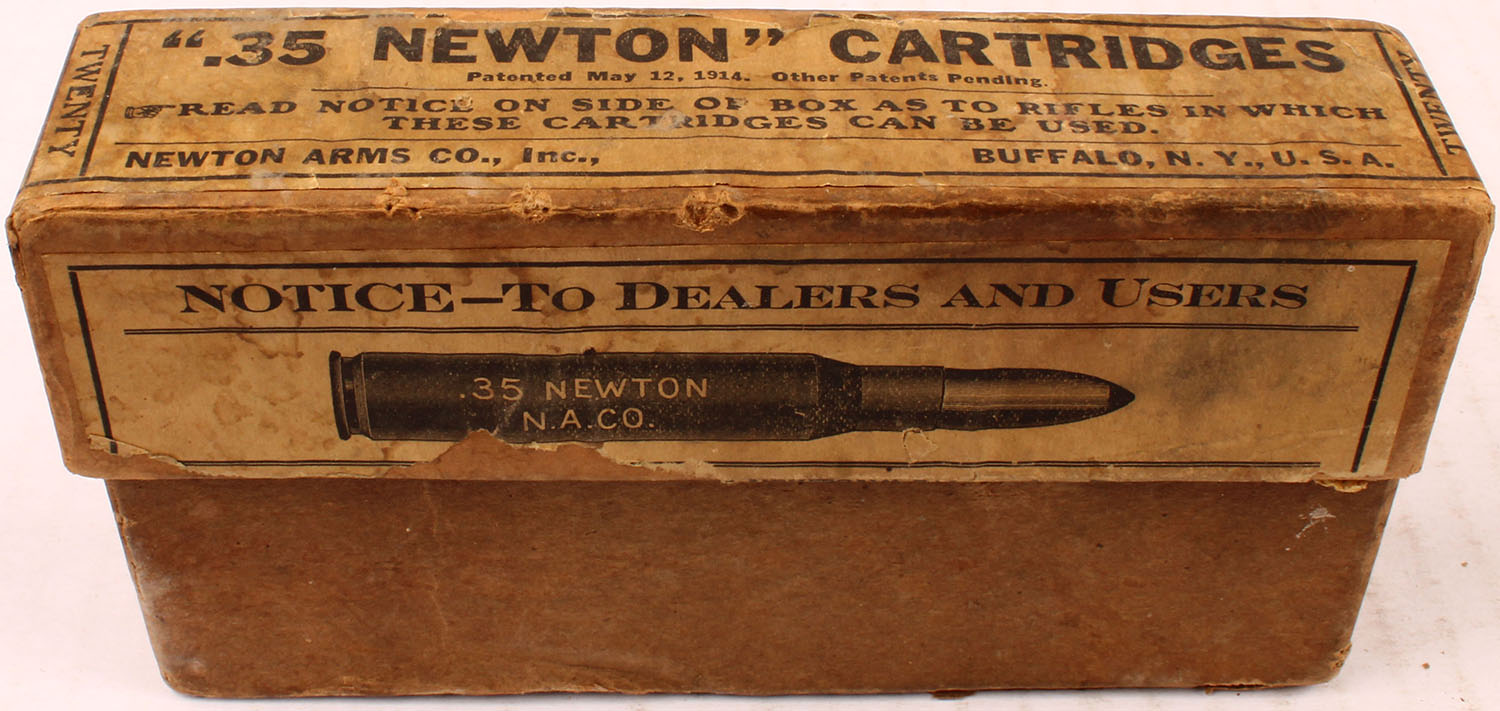 TWENTY
“.35 NEWTON” CARTRIDGES
Patented May 12, 1914. Other Patents Pending.
☞READ NOTICE ON SIDE OF BOX AS TO RIFLES IN WHICH
THESE CARTRIDGES CAN BE USED.
NEWTON ARMS CO., Inc., BUFFALO, N. Y., U. S. A.
TWENTY
NOTICE—TO DEALERS AND USERS
.35 NEWTON
N.A.CO.